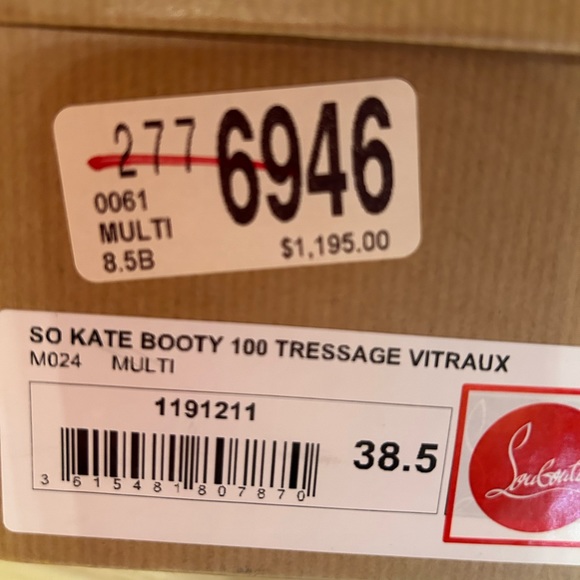 277 6946
0061
MULTI
8.5B $1,195.00
SO KATE BOOTY 100 TRESSAGE VITRAUX
M024 MULTI
1191211
38.5
3 615481 807870